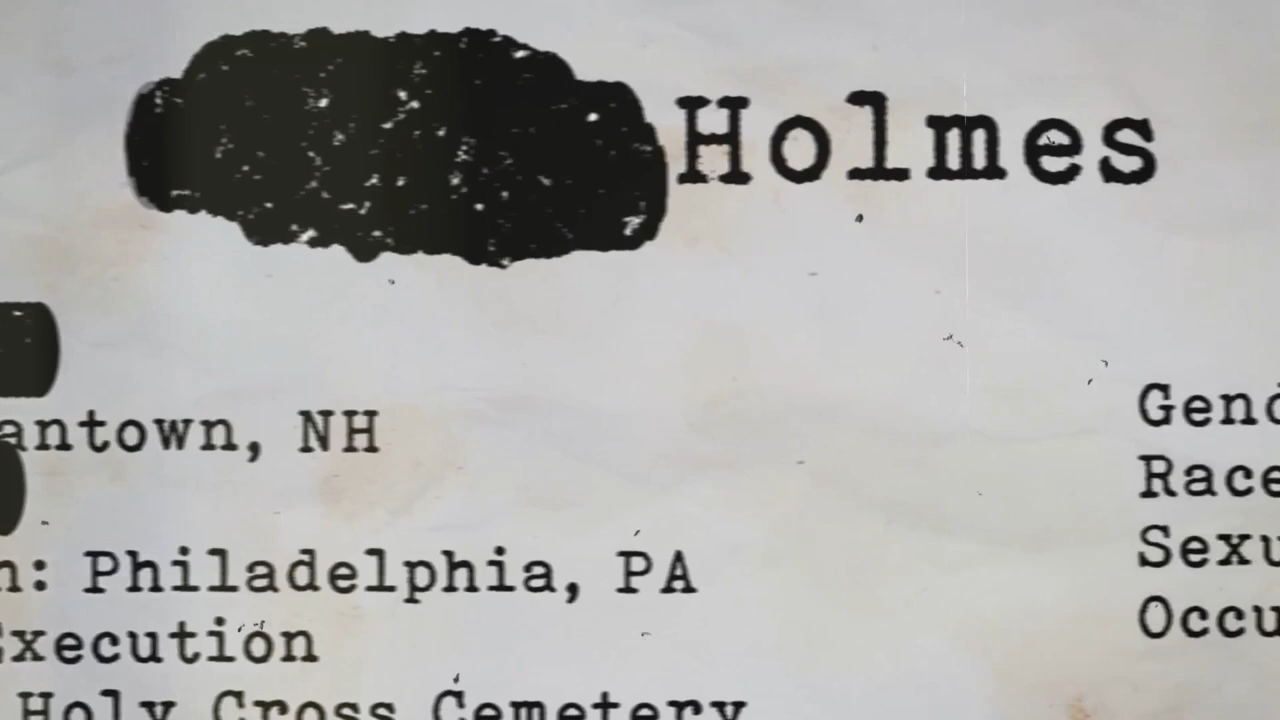 Holmes
antown, NH
Gend
Race
n: Philadelphia, PA
Sexu
Execution
Occu
Holy Cross Cemetery